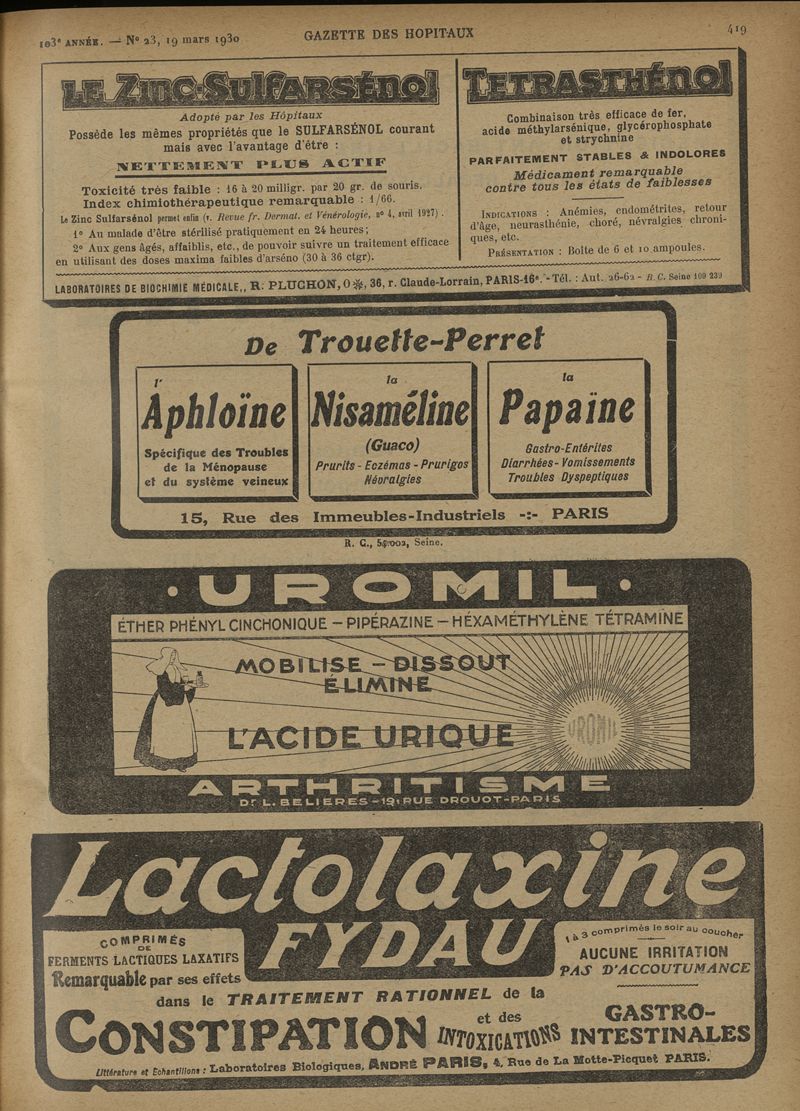 103e ANNÉE. — No 23, 19 mars 1930
GAZETTE DES HOPITAUX
419
LE ZINC-SULFARSÉNOL
Adopté par les Hôpitaux
Possède les mêmes propriétés que le SULFARSÉNOL courant
mais avec l'avantage d'être :
NETTEMENT PLUS ACTIF
Toxicité très faible : 16 à 20 milligr. par 20 gr. de souris.
Index chimiothérapeutique remarquable : 1/66.
Le Zinc Sulfarsénol permet enfin (v. Revue fr. Dermat. et Vénérologie, no 4, avril 1927).
1o Au malade d'être stérilisé pratiquement en 24 heures;
2o Aux gens âgés, affaiblis, etc., de pouvoir suivre un traitement efficace
en utilisant des doses maxima faibles d'arséno (30 à 36 ctgr).
TETRASTHÉNOL
Combinaison très efficace de fer,
acide méthylarsénique, glycérophosphate
et strychnine
PARFAITEMENT STABLES & INDOLORES
Médicament remarquable
contre tous les états de faiblesses
INDICATIONS : Anémies, endométrites, retour
d'âge, neurasthénie, choré, névralgies chroni-
ques, etc.
PRÉSENTATION : Boîte de 6 et 10 ampoules.
LABORATOIRES DE BIOCHIMIE MÉDICALE,, R. PLUCHON, O ✻, 36, r. Claude-Lorrain, PARIS-16e. - Tél. : Aut. 26-62 - R. C. Seine 109 239
De Trouette-Perret
l'
Aphloïne
Spécifique des Troubles
de la Ménopause
et du système veineux
la
Nisaméline
(Guaco)
Prurits - Eczémas - Prurigos
Névralgies
la
Papaïne
Gastro-Entérites
Diarrhées - Vomissements
Troubles Dyspeptiques
15, Rue des Immeubles-Industriels -:- PARIS
R. C., Seine.
· UROMIL ·
ÉTHER PHÉNYL CINCHONIQUE — PIPÉRAZINE — HÉXAMÉTHYLÈNE TÉTRAMINE
MOBILISE — DISSOUT
ÉLIMINE
L'ACIDE URIQUE
UROMIL
ARTHRITISME
Dr L. BELIERES - 19, RUE DROUOT - PARIS
Lactolaxine
FYDAU
COMPRIMÉS
DE
FERMENTS LACTIQUES LAXATIFS
Remarquable par ses effets
1 à 3 comprimés le soir au coucher
AUCUNE IRRITATION
PAS D'ACCOUTUMANCE
dans le TRAITEMENT RATIONNEL de la
CONSTIPATION et des INTOXICATIONS GASTRO-
INTESTINALES
Littérature et Échantillons : Laboratoires Biologiques, ANDRÉ PARIS, 4, Rue de La Motte-Picquet PARIS.